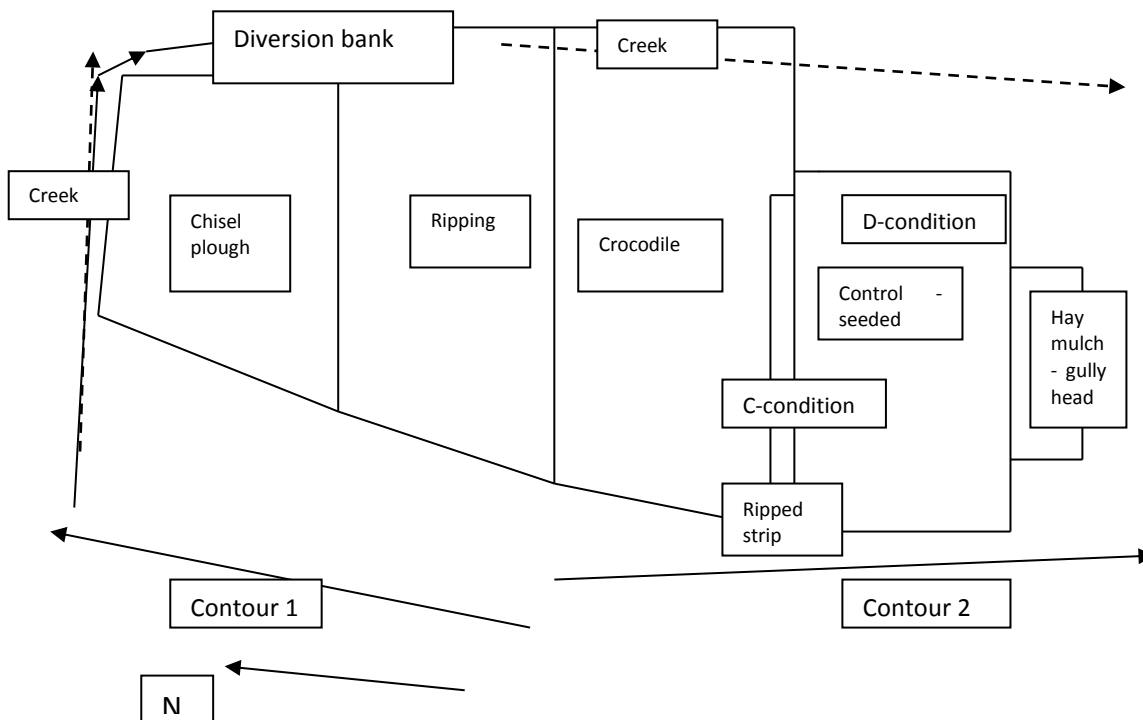 Diversion bank
Creek
Creek
Chisel
plough
Ripping
Crocodile
D-condition
Control -
seeded
Hay
mulch
- gully
head
C-condition
Ripped
strip
Contour 1
Contour 2
N